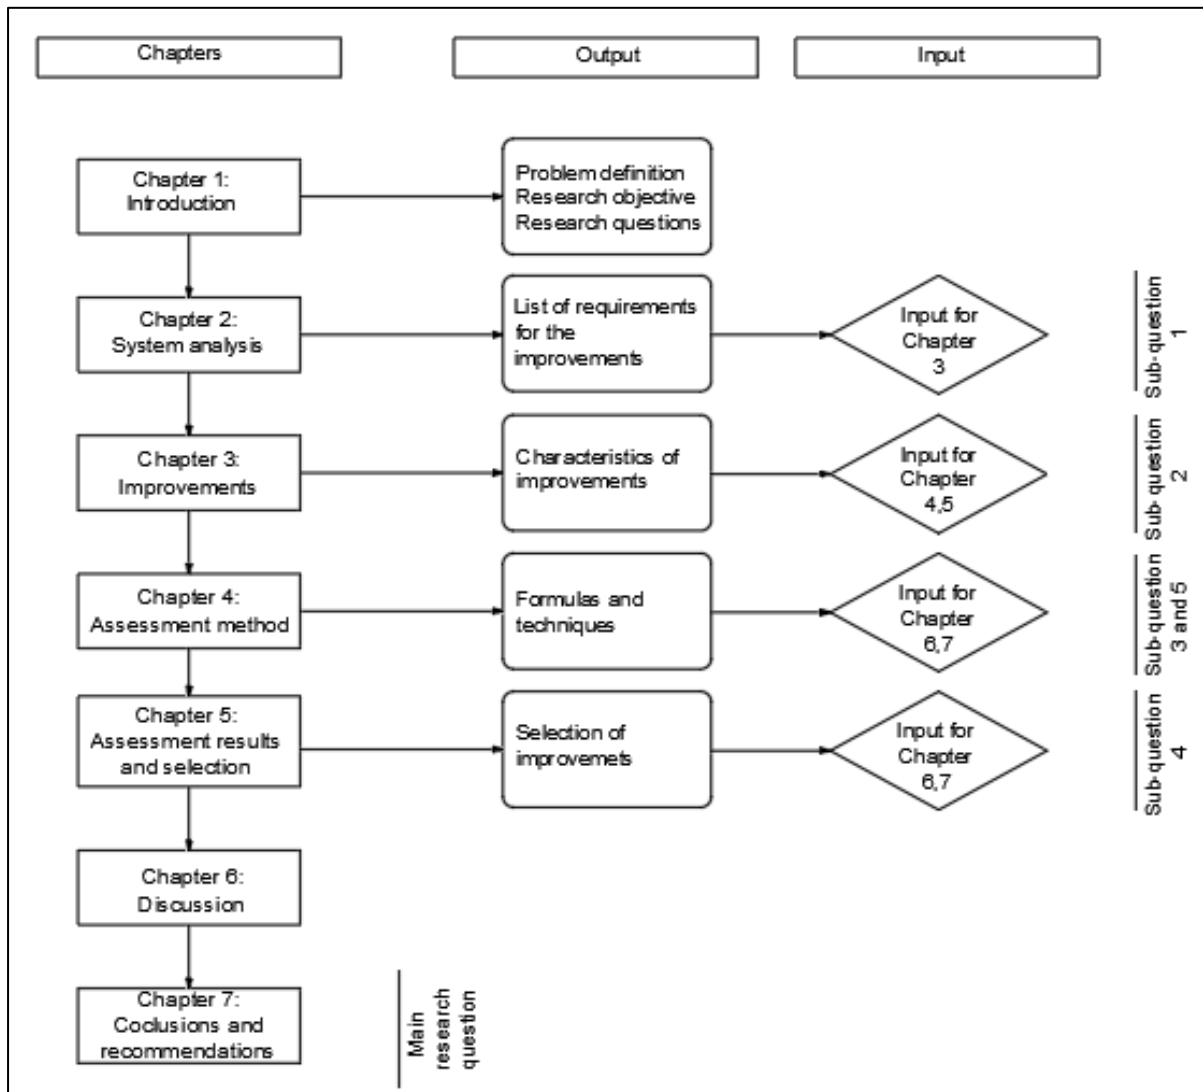 Chapters
Output
Input
Chapter 1:
Introduction
Problem definition
Research objective
Research questions
Chapter 2:
System analysis
List of requirements
for the
improvements
Input for
Chapter
3
Sub-question
1
Chapter 3:
Improvements
Characteristics of
improvements
Input for
Chapter
4,5
Sub-question
2
Chapter 4:
Assessment method
Formulas and
techniques
Input for
Chapter
6,7
Sub-question
3 and 5
Chapter 5:
Assessment results
and selection
Selection of
improvemets
Input for
Chapter
6,7
Sub-question
4
Chapter 6:
Discussion
Chapter 7:
Coclusions and
recommendations
Main
research
question